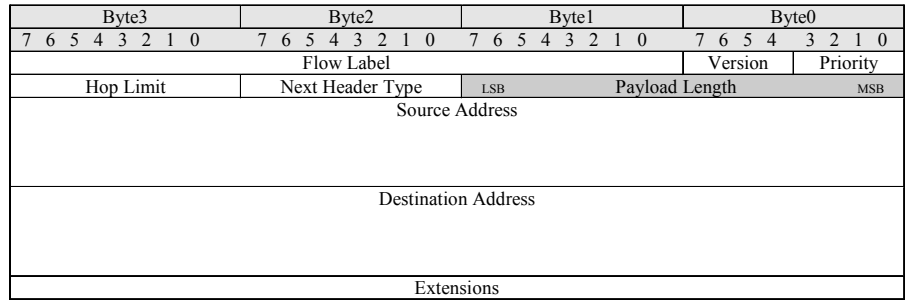 Byte3 Byte2 Byte1 Byte0
7 6 5 4 3 2 1 0 7 6 5 4 3 2 1 0 7 6 5 4 3 2 1 0 7 6 5 4 3 2 1 0
Flow Label Version Priority
Hop Limit Next Header Type LSB Payload Length MSB
Source Address
Destination Address
Extensions